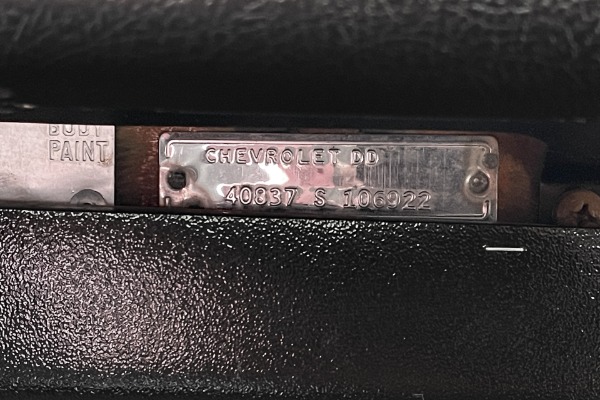 BODY
PAINT
CHEVROLET DD
40837 S 106922